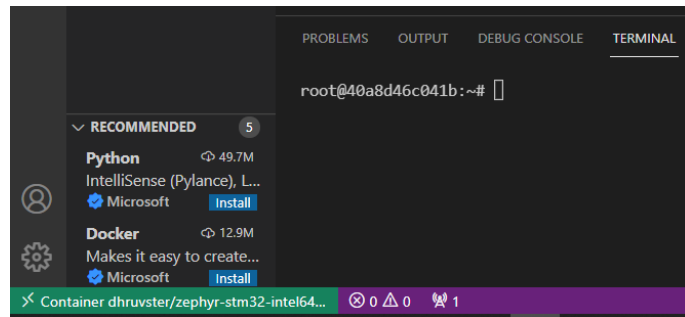 PROBLEMS OUTPUT DEBUG CONSOLE TERMINAL
root@40a8d46c041b:~#
RECOMMENDED 5
Python 49.7M
IntelliSense (Pylance), L...
Microsoft Install
Docker 12.9M
Makes it easy to create...
Microsoft Install
Container dhruvster/zephyr-stm32-intel64... 0 0 1